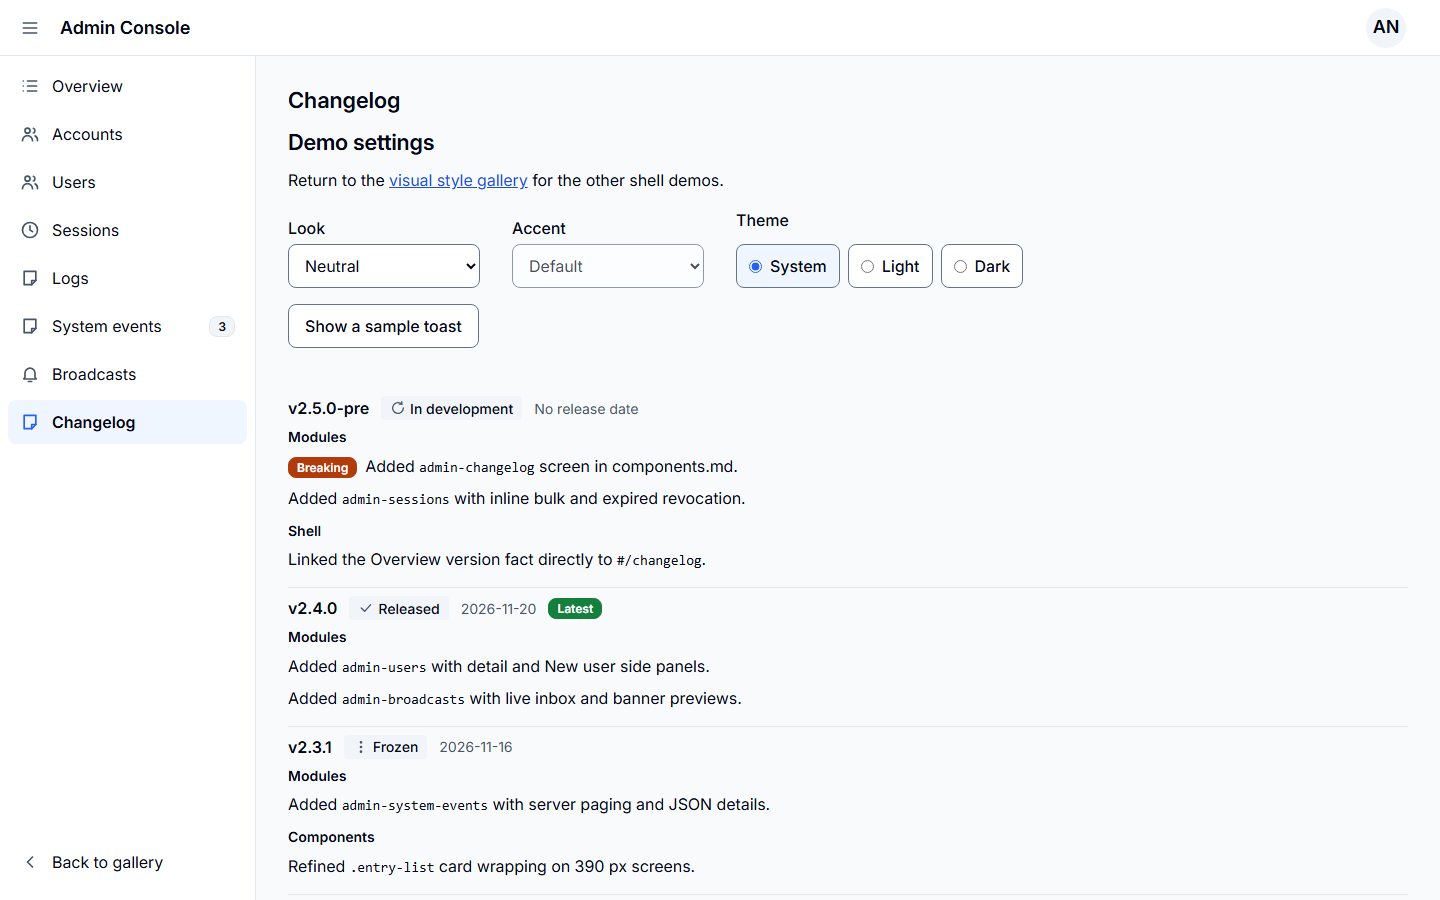 Admin Console
AN
Overview
Accounts
Users
Sessions
Logs
System events 3
Broadcasts
Changelog
Back to gallery
Changelog
Demo settings
Return to the visual style gallery for the other shell demos.
Look
Neutral
Accent
Default
Theme
System Light Dark
Show a sample toast
v2.5.0-pre In development No release date
Modules
Breaking Added admin-changelog screen in components.md.
Added admin-sessions with inline bulk and expired revocation.
Shell
Linked the Overview version fact directly to #/changelog.
v2.4.0 Released 2026-11-20 Latest
Modules
Added admin-users with detail and New user side panels.
Added admin-broadcasts with live inbox and banner previews.
v2.3.1 Frozen 2026-11-16
Modules
Added admin-system-events with server paging and JSON details.
Components
Refined .entry-list card wrapping on 390 px screens.